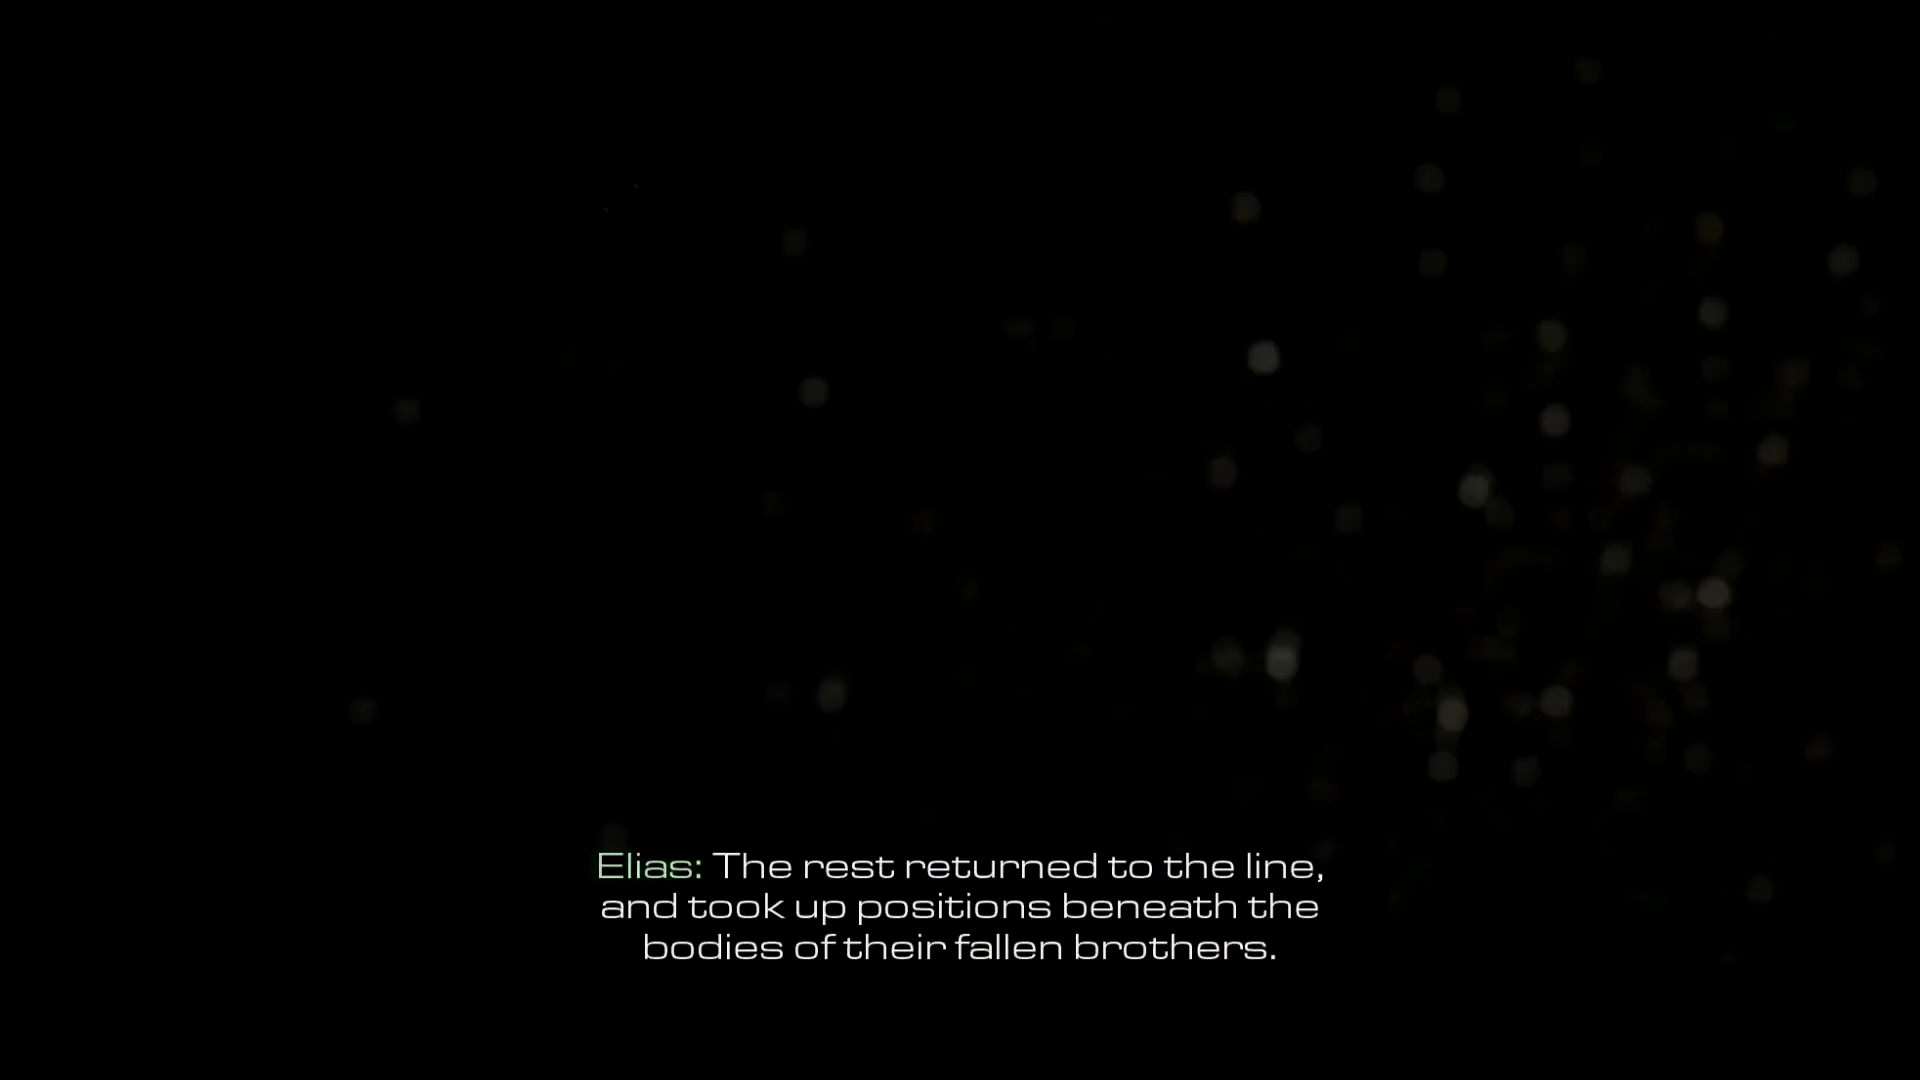 Elias: The rest returned to the line,
and took up positions beneath the
bodies of their fallen brothers.